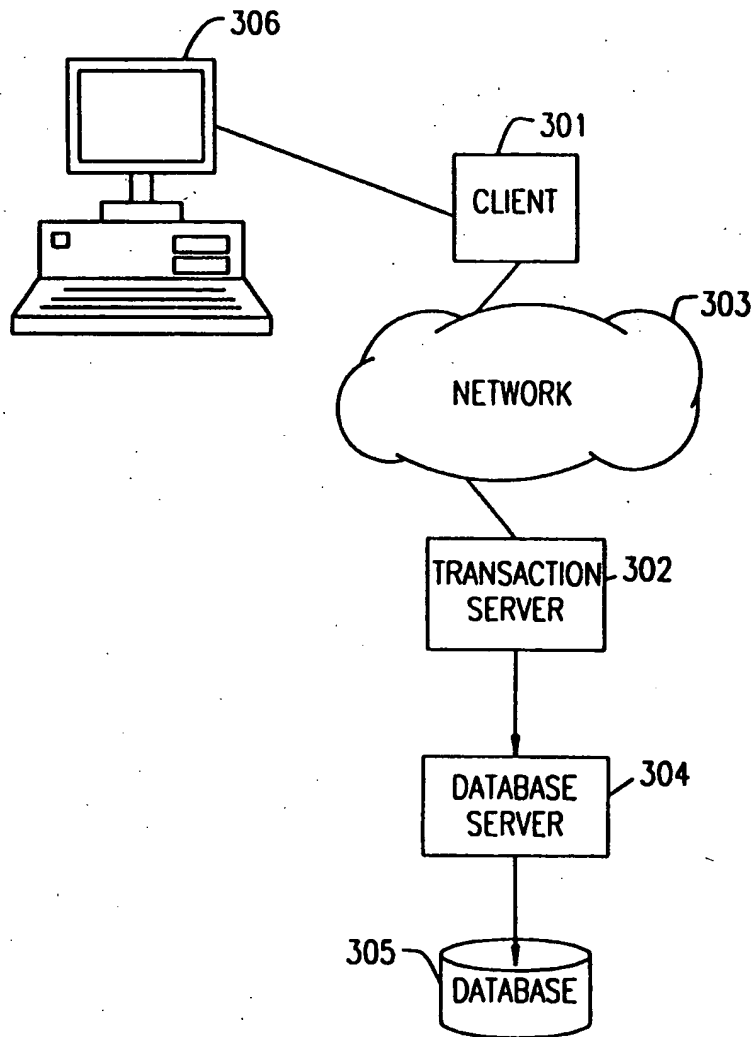 306
301
CLIENT
303
NETWORK
TRANSACTION
SERVER
302
DATABASE
SERVER
304
305
DATABASE